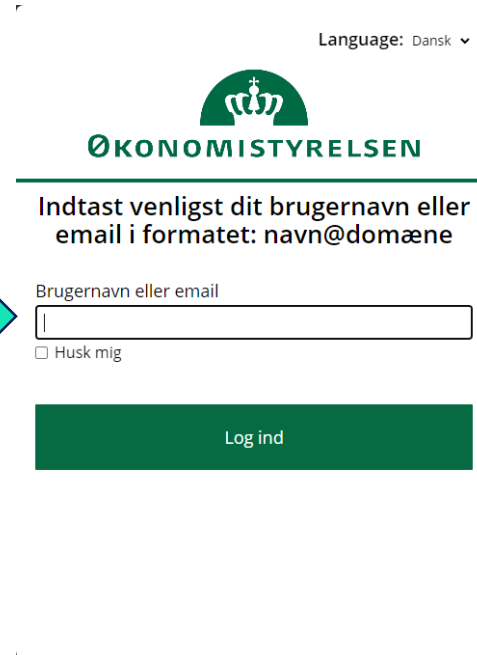 Language: Dansk
ØKONOMISTYRELSEN
Indtast venligst dit brugernavn eller
email i formatet: navn@domæne
Brugernavn eller email
Husk mig
Log ind